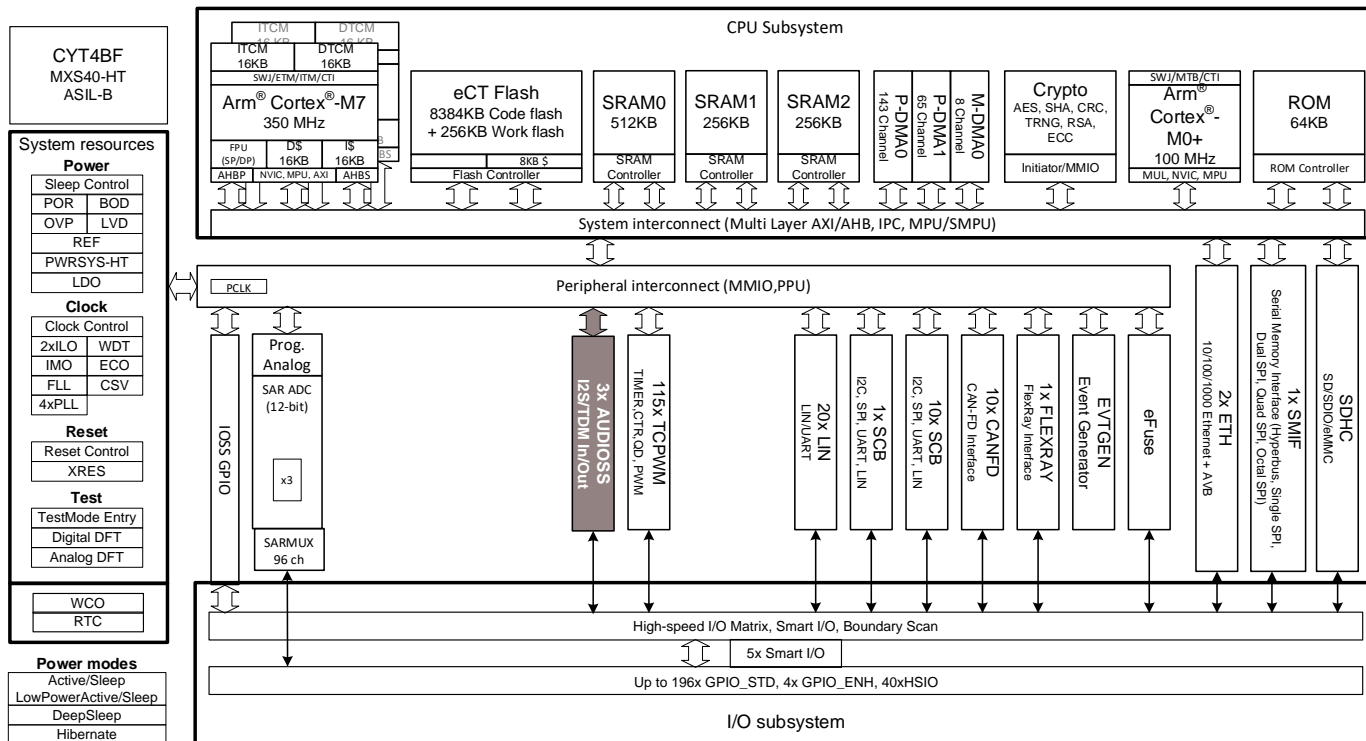 CYT4BF
MXS40-HT
ASIL-B
System resources
Power
Sleep Control
POR
BOD
OVP
LVD
REF
PWRSYS-HT
LDO
Clock
Clock Control
2xILO
WDT
IMO
ECO
FLL
CSV
4xPLL
Reset
Reset Control
XRES
Test
TestMode Entry
Digital DFT
Analog DFT
WCO
RTC
Power modes
Active/Sleep
LowPowerActive/Sleep
DeepSleep
Hibernate
CPU Subsystem
ITCM
DTCM
ITCM
16KB
DTCM
16KB
SWJ/ETM/ITM/CTI
Arm® Cortex®-M7
350 MHz
FPU
(SP/DP)
D$
16KB
I$
16KB
AHBP
NVIC, MPU, AXI
AHBS
eCT Flash
8384KB Code flash
+ 256KB Work flash
8KB $
Flash Controller
SRAM0
512KB
SRAM
Controller
SRAM1
256KB
SRAM
Controller
SRAM2
256KB
SRAM
Controller
P-DMA0
143 Channel
P-DMA1
65 Channel
M-DMA0
8 Channel
Crypto
AES, SHA, CRC,
TRNG, RSA,
ECC
Initiator/MMIO
SWJ/MTB/CTI
Arm®
Cortex®-
M0+
100 MHz
MUL, NVIC, MPU
ROM
64KB
ROM Controller
System interconnect (Multi Layer AXI/AHB, IPC, MPU/SMPU)
PCLK
Peripheral interconnect (MMIO,PPU)
IOSS GPIO
Prog.
Analog
SAR ADC
(12-bit)
x3
SARMUX
96 ch
3x AUDIOSS
I2S/TDM In/Out
115x TCPWM
TIMER,CTR,QD, PWM
20x LIN
LIN/UART
1x SCB
I2C, SPI, UART, LIN
10x SCB
I2C, SPI, UART, LIN
10x CANFD
CAN-FD Interface
1x FLEXRAY
FlexRay Interface
EVTGEN
Event Generator
eFuse
2x ETH
10/100/1000 Ethernet + AVB
1x SMIF
Serial Memory Interface (Hyperbus, Single SPI,
Dual SPI, Quad SPI, Octal SPI)
SDHC
SD/SDIO/eMMC
High-speed I/O Matrix, Smart I/O, Boundary Scan
5x Smart I/O
Up to 196x GPIO_STD, 4x GPIO_ENH, 40xHSIO
I/O subsystem